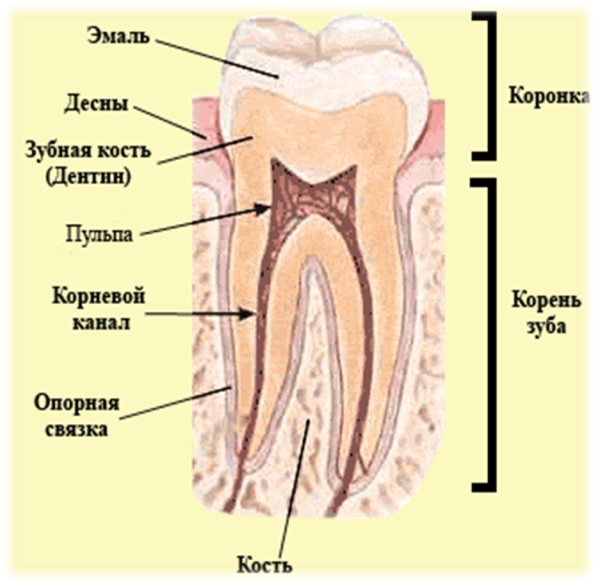 Эмаль
Десны
Зубная кость
(Дентин)
Пульпа
Корневой
канал
Опорная
связка
Кость
Коронка
Корень
зуба